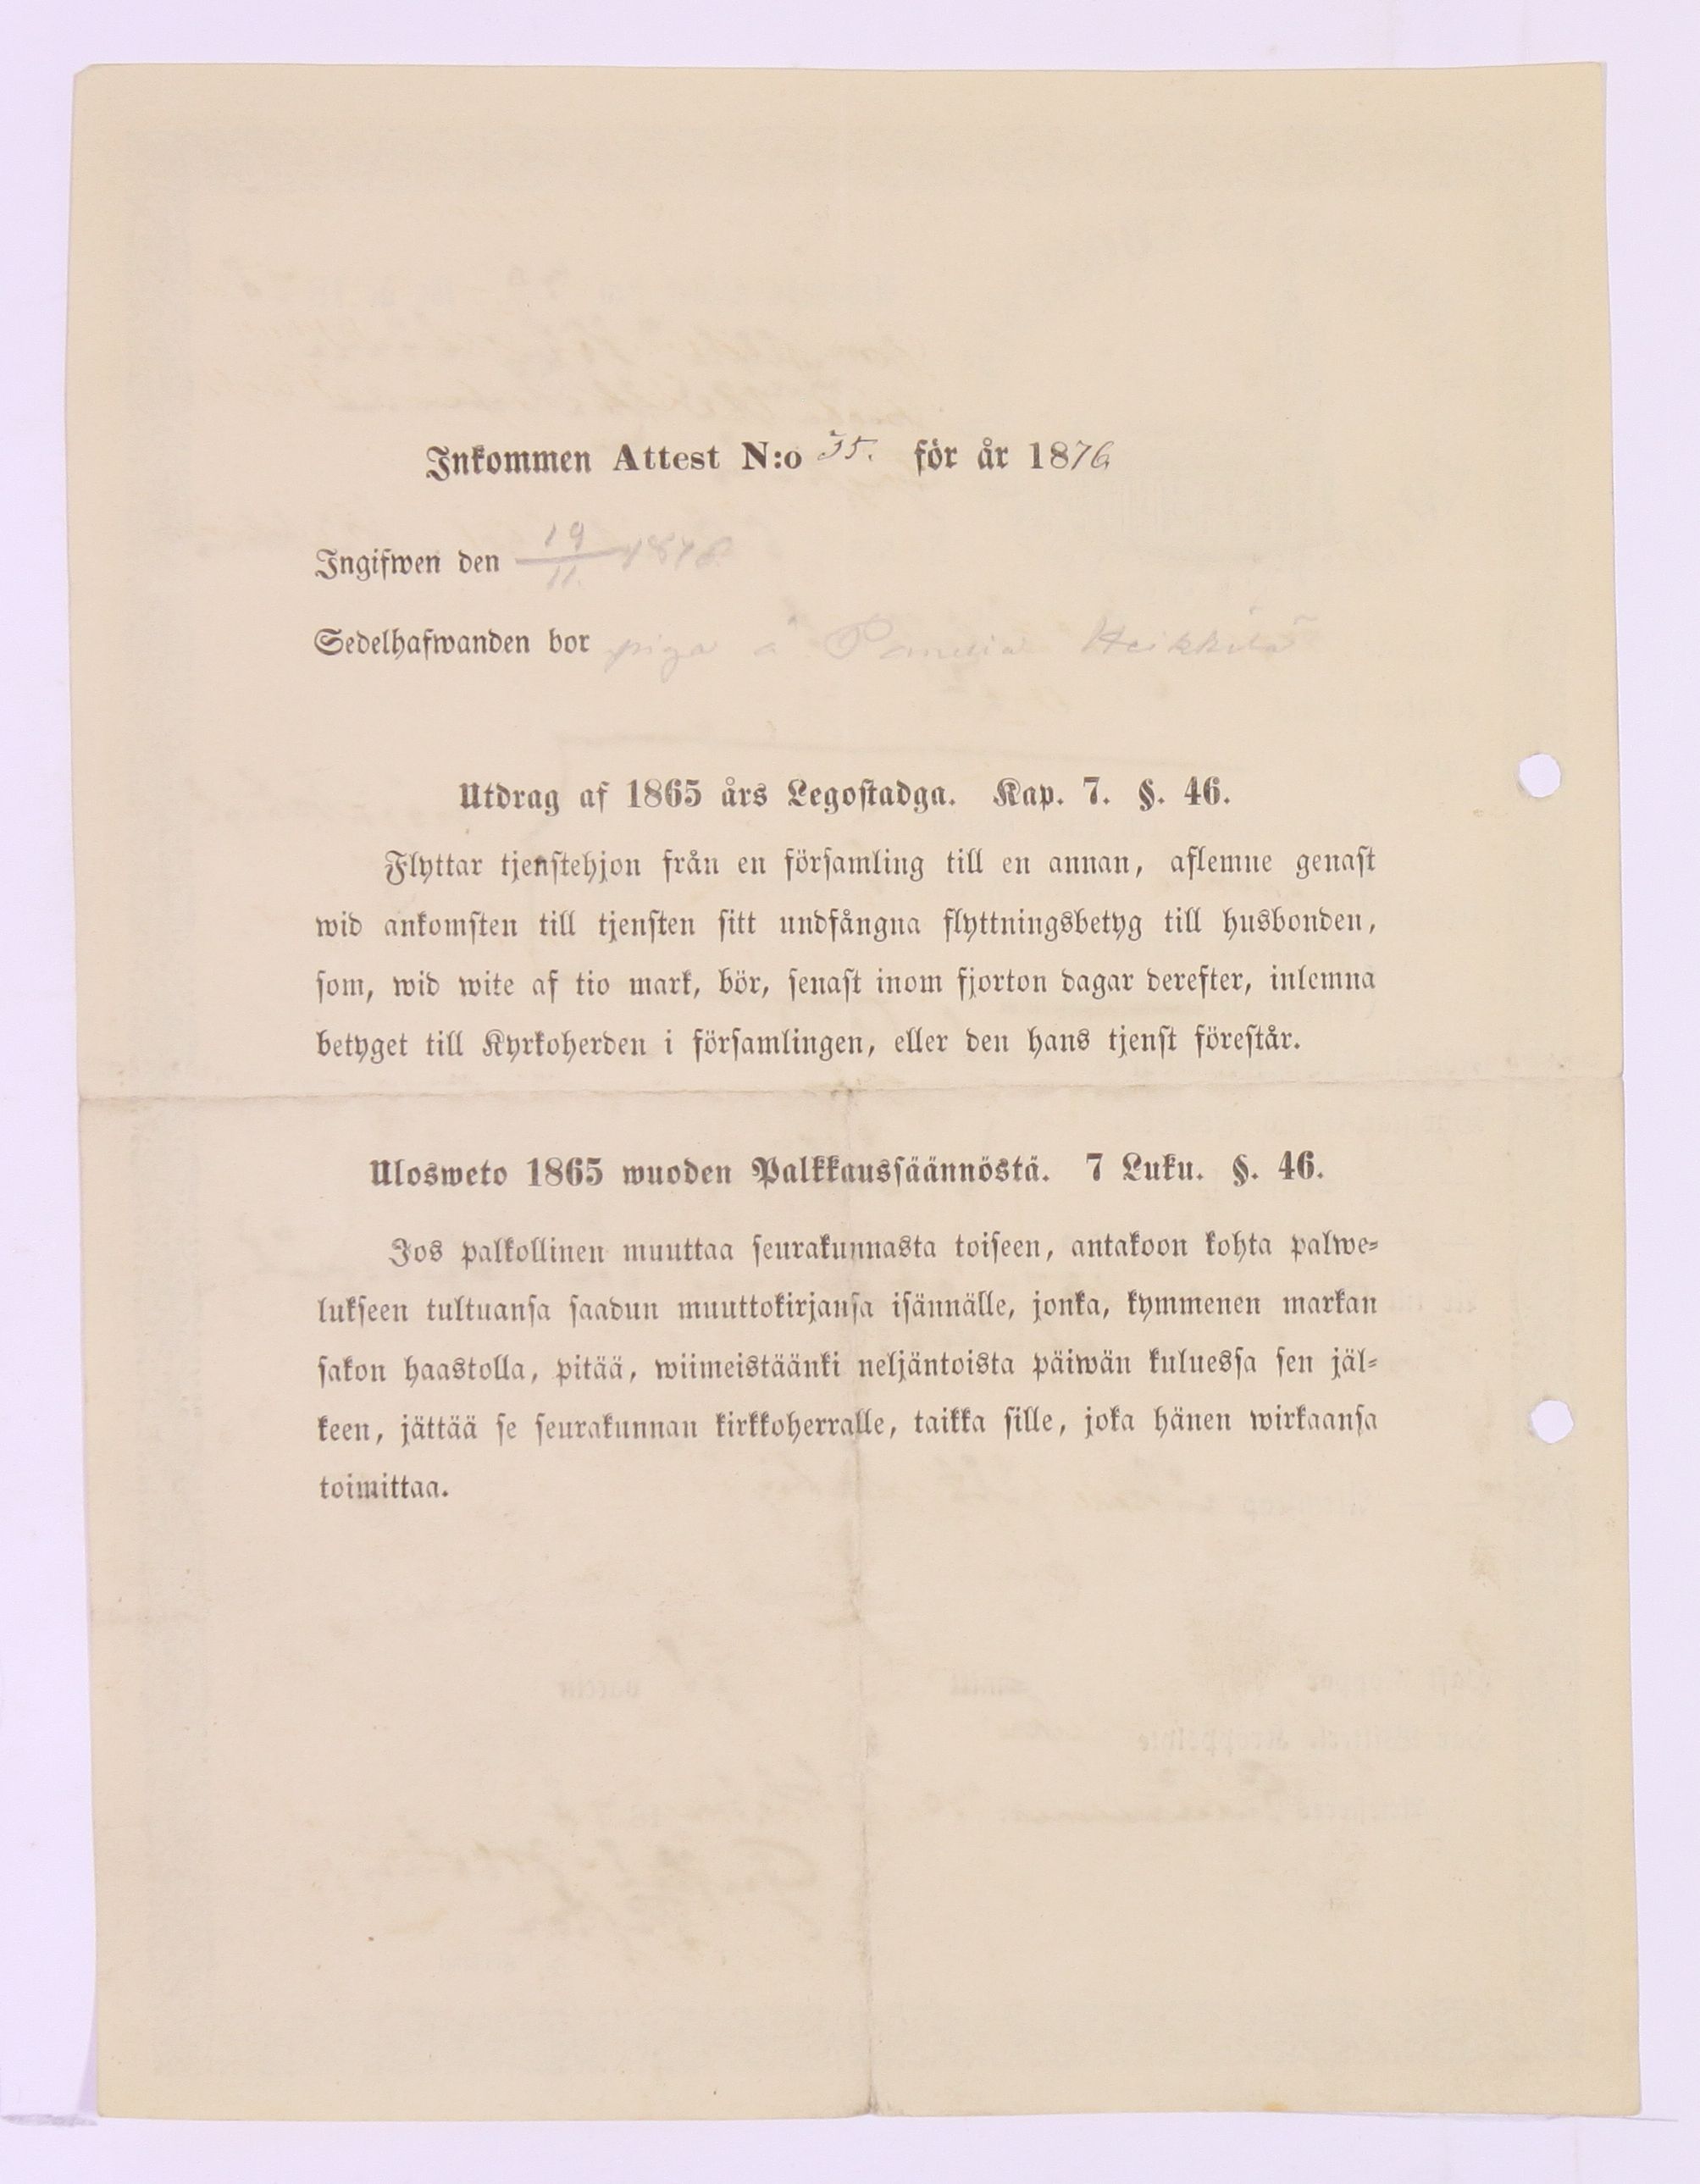 Inkommen Attest N:o 35. för år 1876
Ingifwen den 19/11 1876
Sedelhafwanden bor piga å Heikkilä
Utdrag af 1865 års Legostadga. Kap. 7. §. 46.
Flyttar tjenstehjon från en församling till en annan, aflemne genast
wid ankomsten till tjensten sitt undfångna flyttningsbetyg till husbonden,
som, wid wite af tio mark, bör, senast inom fjorton dagar derefter, inlemna
betyget till Kyrkoherden i församlingen, eller den hans tjenst förestår.
Ulosweto 1865 wuoden Palkkaussäännöstä. 7 Luku. §. 46.
Jos palkollinen muuttaa seurakunnasta toiseen, antakoon kohta palwe-
lukseen tultuansa saadun muuttokirjansa isännälle, jonka, kymmenen markan
sakon haastolla, pitää, wiimeistäänki neljäntoista päiwän kuluessa sen jäl-
keen, jättää se seurakunnan kirkkoherralle, taikka sille, joka hänen wirkaansa
toimittaa.